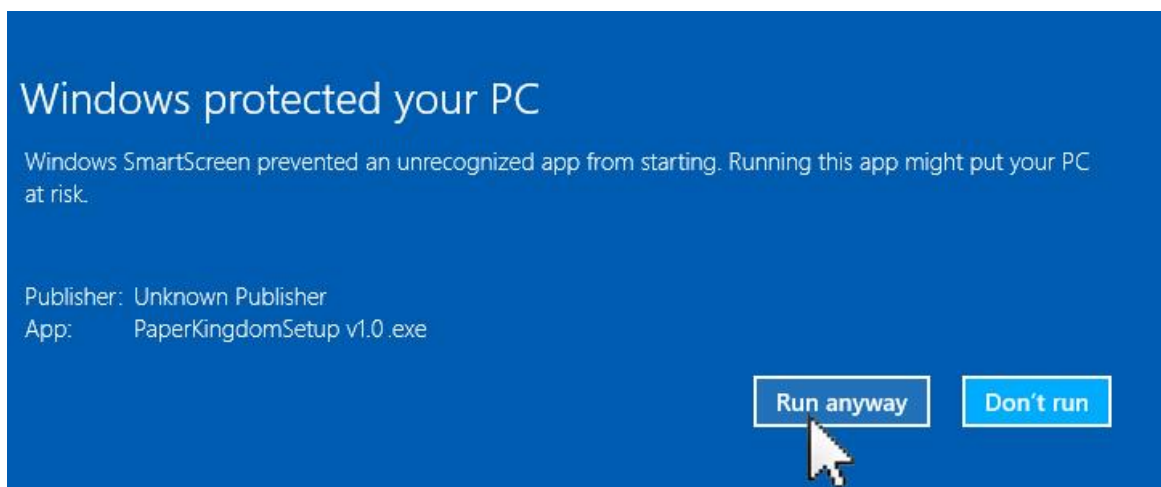 Windows protected your PC
Windows SmartScreen prevented an unrecognized app from starting. Running this app might put your PC
at risk.
Publisher: Unknown Publisher
App: PaperKingdomSetup v1.0 .exe
Run anyway Don't run